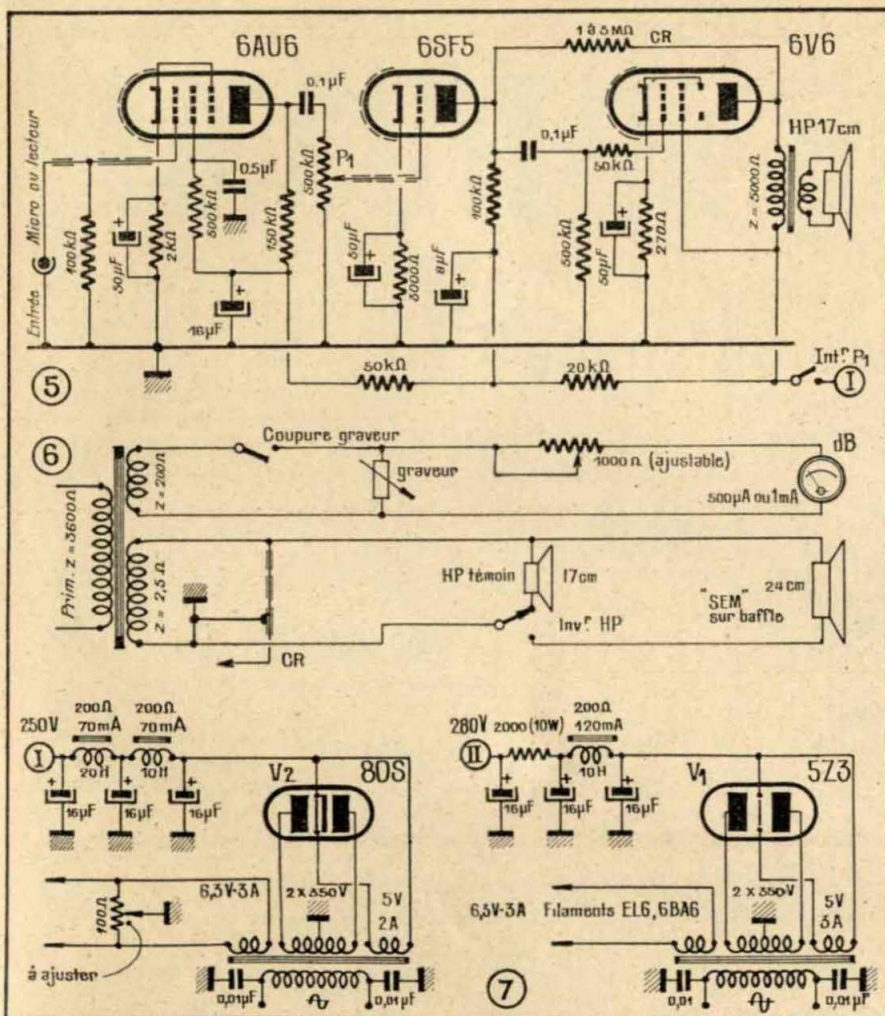 6AU6
6SF5
1 à 3 MΩ
CR
6V6
0.1µF
0,1µF
HP 17cm
Micro ou lecteur
Entrée
100kΩ
50µF
2kΩ
500kΩ
0.5µF
16µF
150kΩ
500kΩ
P1
50µF
5000Ω
8µF
100kΩ
50kΩ
500kΩ
50µF
270Ω
Z = 5000Ω
5
50kΩ
20kΩ
Intr. P1
I
6
Coupure graveur
dB
Z = 200Ω
graveur
1000Ω (ajustable)
500µA ou 1mA
Prim. Z = 3600Ω
Z = 2,5Ω
HP témoin
17cm
24cm
"SEM"
sur baffle
Invr. HP
CR
200Ω 200Ω
250V 70mA 70mA
I
20H 10H
16µF 16µF 16µF
V2
80S
6,3V-3A
2 x 350V
5V
2A
100Ω
à ajuster
0,01µF 0,01µF
200Ω
280V 2000 (10W) 120mA
II
10H
16µF 16µF 16µF
V1
5Z3
6,3V-3A Filaments EL6, 6BA6
2 x 350V
5V
3A
0,01 0,01µF
7